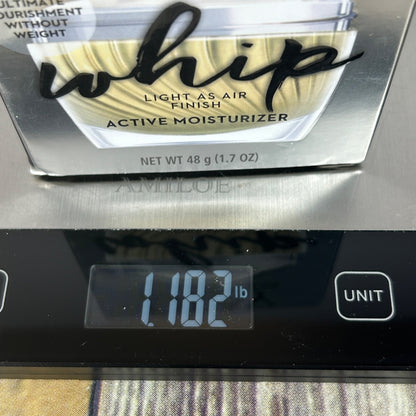 ULTIMATE
NOURISHMENT
WITHOUT
WEIGHT
whip
LIGHT AS AIR
FINISH
ACTIVE MOISTURIZER
NET WT 48 g (1.7 OZ)
1.182 lb
UNIT